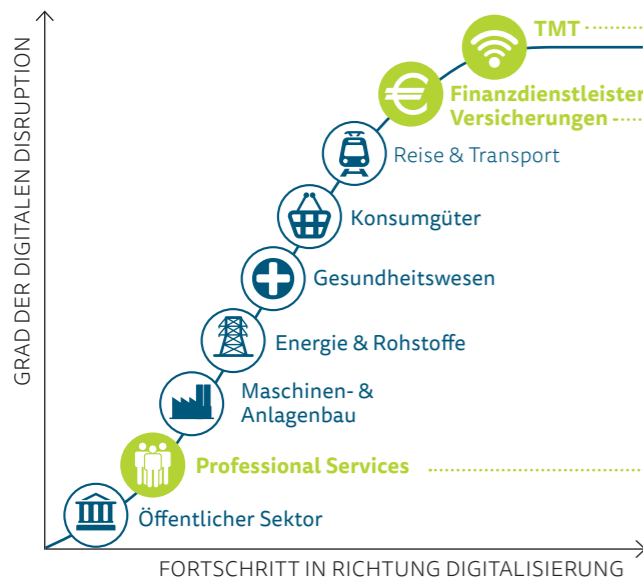 TMT
Finanzdienstleister
Versicherungen
Reise & Transport
Konsumgüter
Gesundheitswesen
Energie & Rohstoffe
Maschinen- &
Anlagenbau
Professional Services
Öffentlicher Sektor
GRAD DER DIGITALEN DISRUPTION
FORTSCHRITT IN RICHTUNG DIGITALISIERUNG